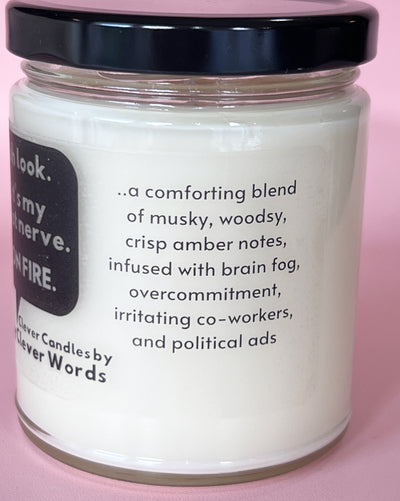 look.
my
nerve.
FIRE.
Clever Candles by
Clever Words
..a comforting blend
of musky, woodsy,
crisp amber notes,
infused with brain fog,
overcommitment,
irritating co-workers,
and political ads